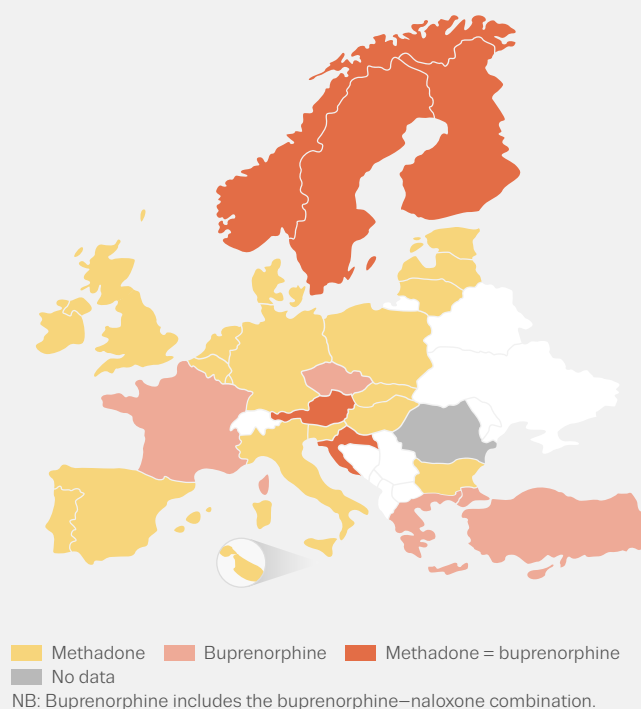 Methadone Buprenorphine Methadone = buprenorphine
No data
NB: Buprenorphine includes the buprenorphine–naloxone combination.